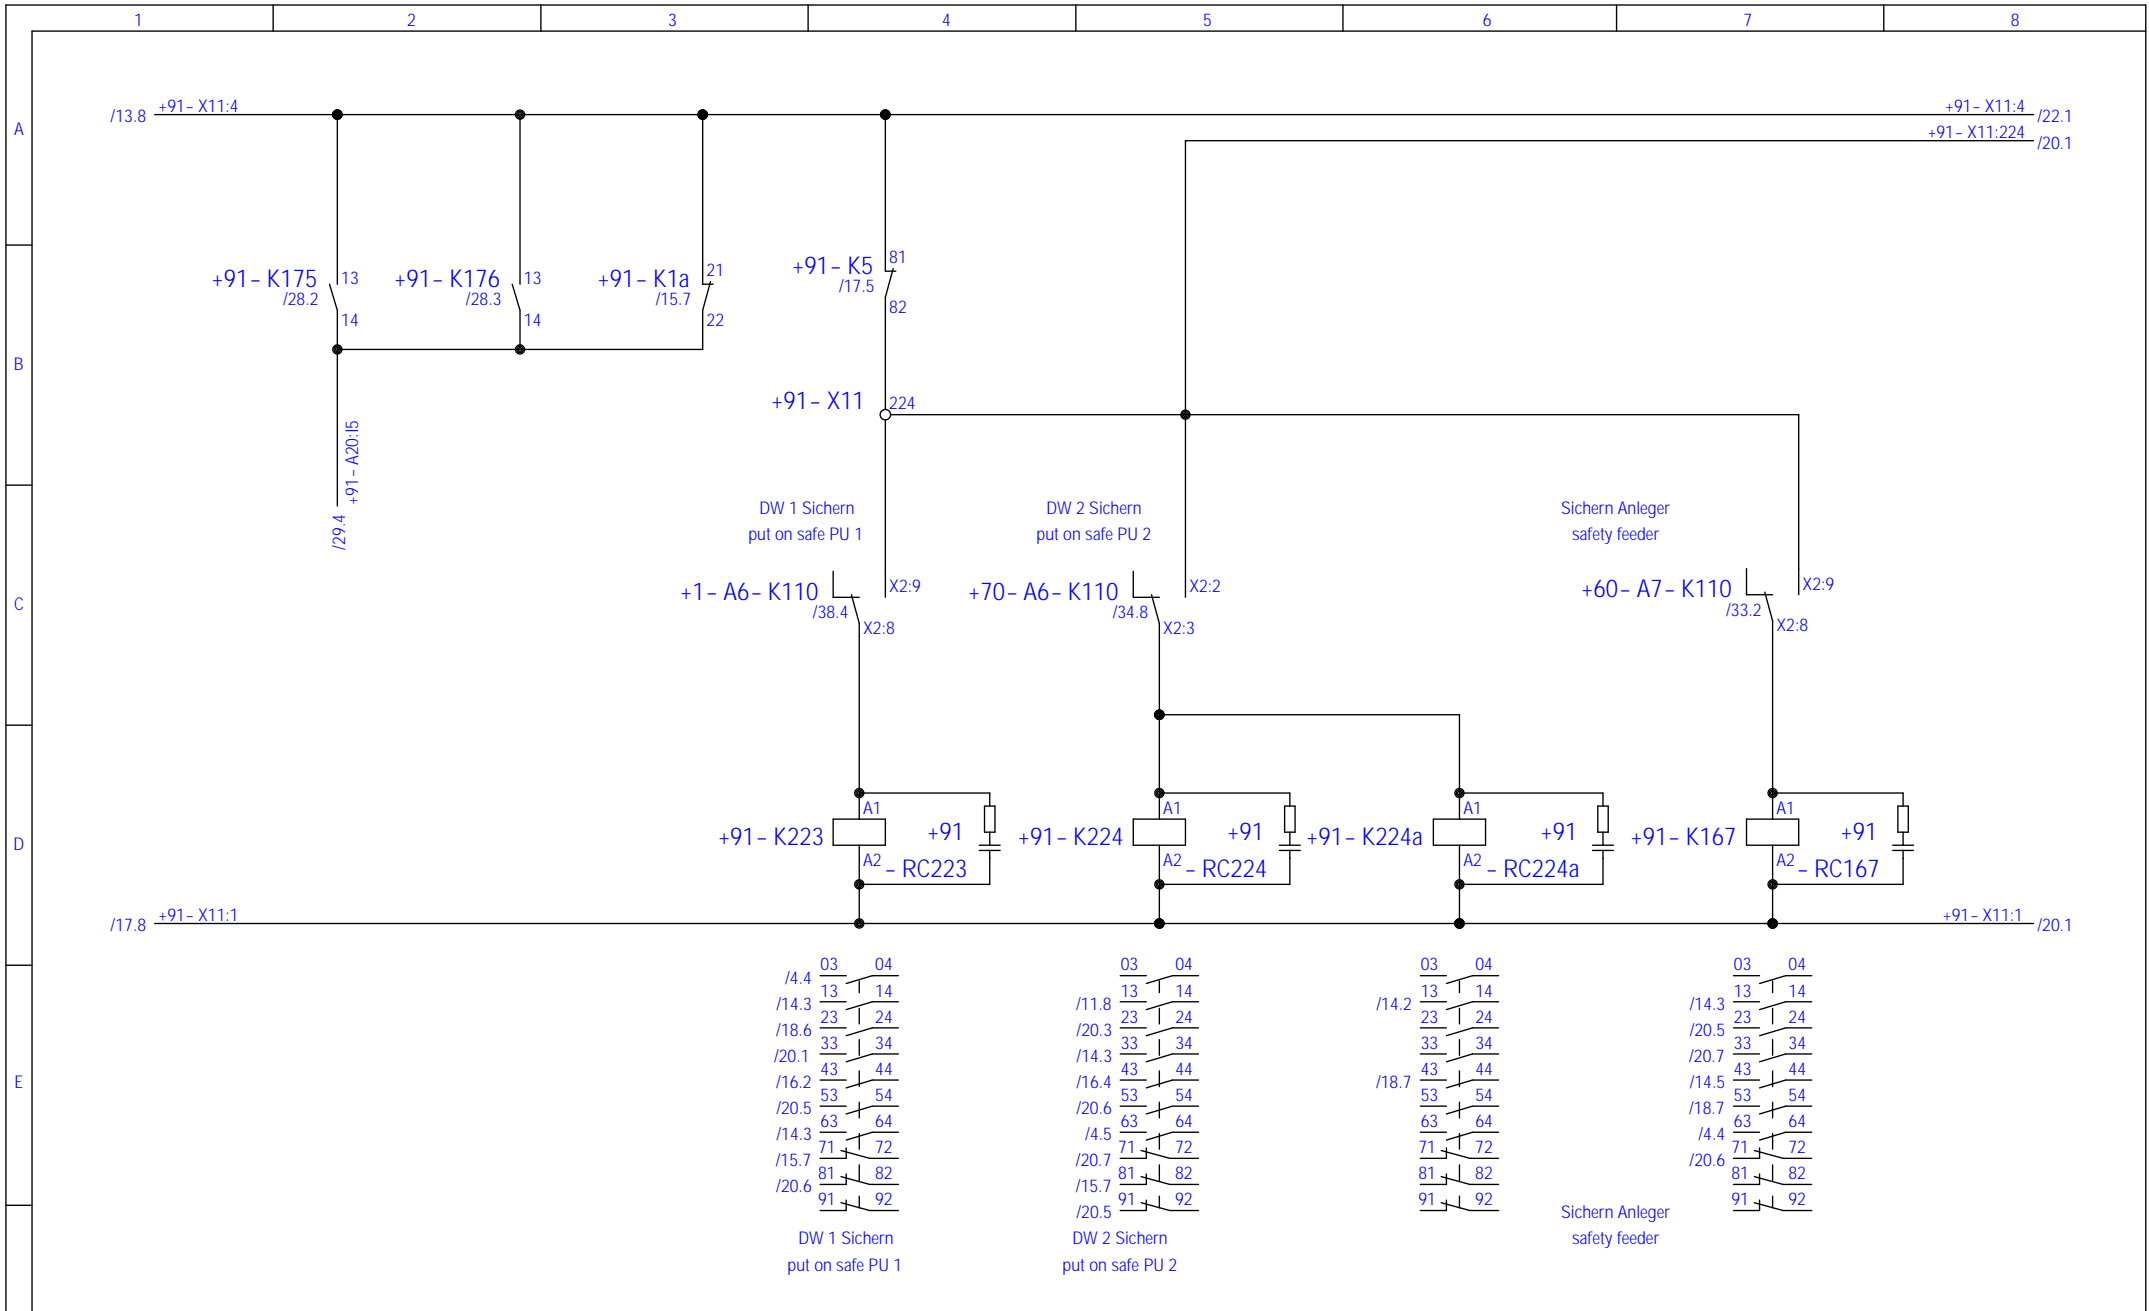 1 2 3 4 5 6 7 8
A
B
C
D
E
/13.8 +91-X11:4
+91-X11:4 /22.1
+91-X11:224 /20.1
+91-K175 13
/28.2
14
+91-K176 13
/28.3
14
+91-K1a 21
/15.7
22
+91-K5 81
/17.5
82
+91-X11 224
+91-A20:I5
/29.4
DW 1 Sichern
put on safe PU 1
DW 2 Sichern
put on safe PU 2
Sichern Anleger
safety feeder
+1-A6-K110 X2:9
/38.4
X2:8
+70-A6-K110 X2:2
/34.8
X2:3
+60-A7-K110 X2:9
/33.2
X2:8
A1
+91-K223 +91
A2 -RC223
A1
+91-K224 +91
A2 -RC224
A1
+91-K224a +91
A2 -RC224a
A1
+91-K167 +91
A2 -RC167
/17.8 +91-X11:1
+91-X11:1 /20.1
03 04
/4.4
13 14
/14.3
23 24
/18.6
33 34
/20.1
43 44
/16.2
53 54
/20.5
63 64
/14.3
71 72
/15.7
81 82
/20.6
91 92
DW 1 Sichern
put on safe PU 1
03 04
13 14
/11.8
23 24
/20.3
33 34
/14.3
43 44
/16.4
53 54
/20.6
63 64
/4.5
71 72
/20.7
81 82
/15.7
91 92
/20.5
DW 2 Sichern
put on safe PU 2
03 04
13 14
/14.2
23 24
33 34
43 44
/18.7
53 54
63 64
71 72
81 82
91 92
03 04
13 14
/14.3
23 24
/20.5
33 34
/20.7
43 44
/14.5
53 54
/18.7
63 64
/4.4
71 72
/20.6
81 82
91 92
Sichern Anleger
safety feeder